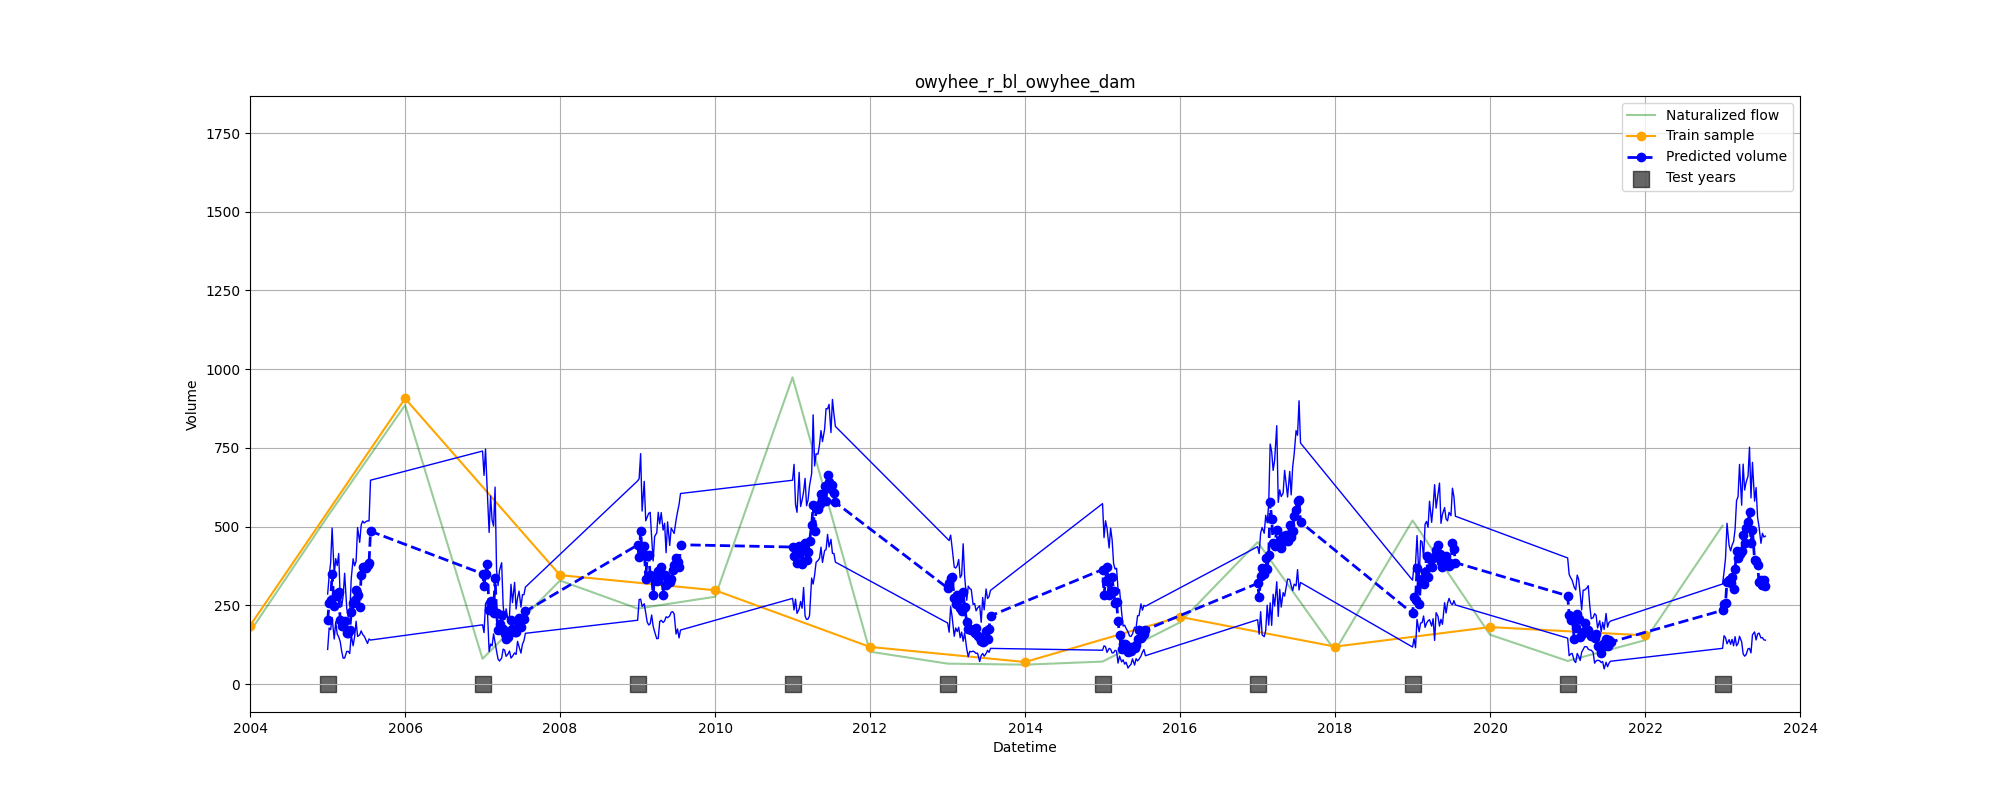 owyhee_r_bl_owyhee_dam
Naturalized flow
Train sample
Predicted volume
Test years
Volume
1750
1500
1250
1000
750
500
250
0
2004 2006 2008 2010 2012 2014 2016 2018 2020 2022 2024
Datetime